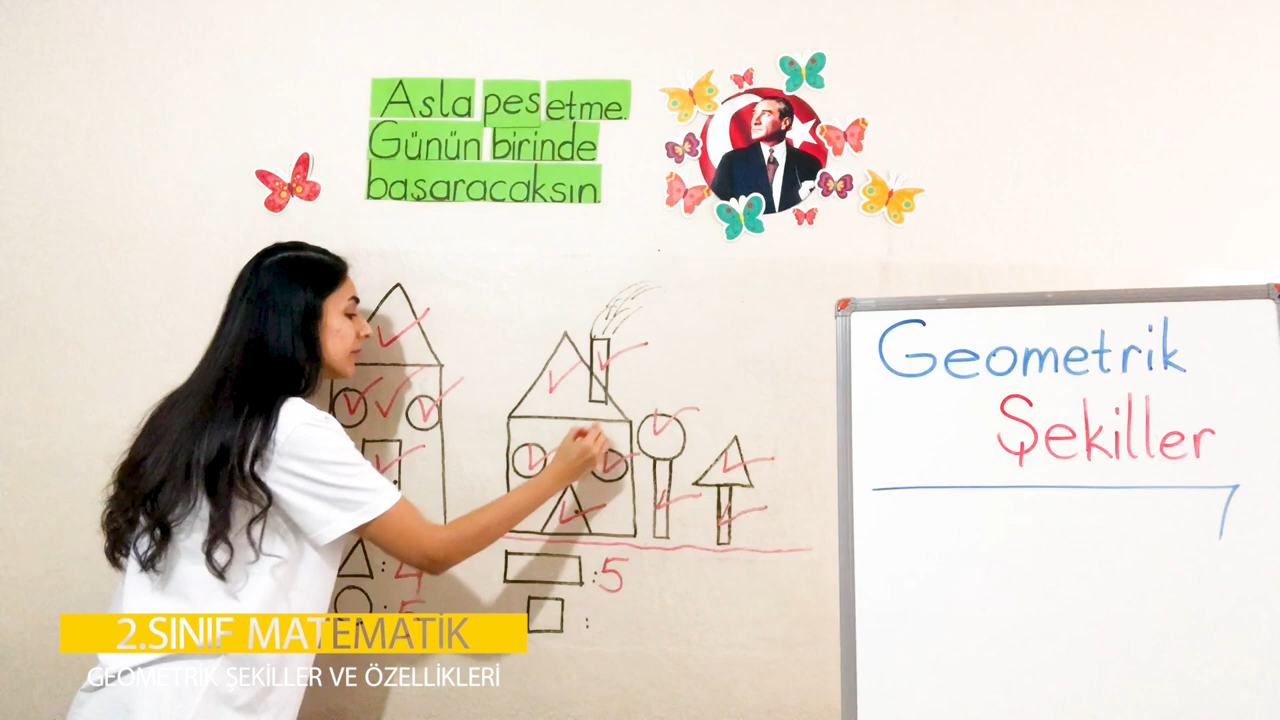 Asla pes etme.
Günün birinde
başaracaksın.
Geometrik
Şekiller
: 4
: 5
: 5
:
2.SINIF MATEMATİK
GEOMETRİK ŞEKİLLER VE ÖZELLİKLERİ